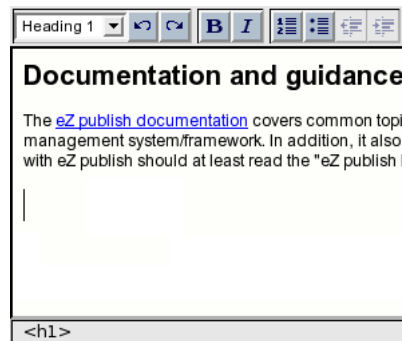 Heading 1
B I
Documentation and guidance
The eZ publish documentation covers common topi
management system/framework. In addition, it also
with eZ publish should at least read the "eZ publish
<h1>